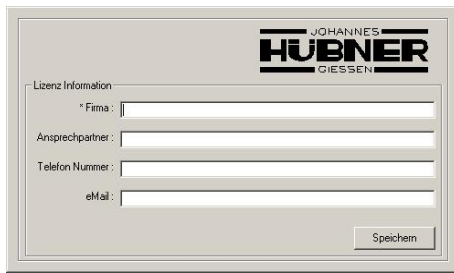 JOHANNES
HÜBNER
GIESSEN
Lizenz Information
* Firma :
Ansprechpartner :
Telefon Nummer :
eMail :
Speichern